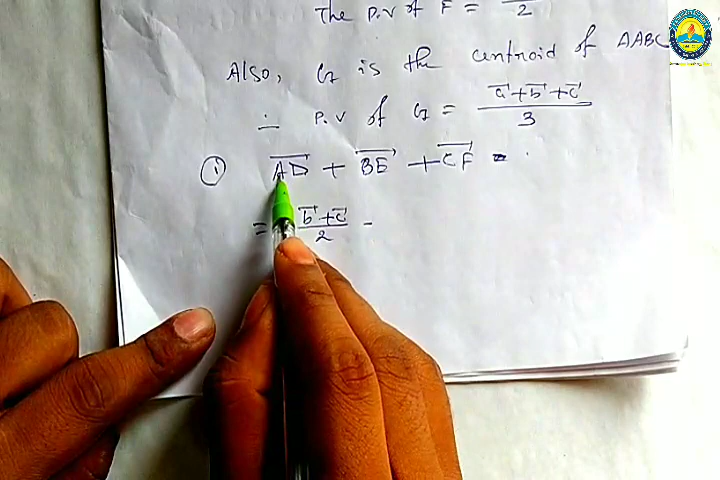 The P.V of F = ―/2
Also, G is the centroid of ΔABC
∴ P.V of G = (a⃗ + b⃗ + c⃗)/3
① AD⃗ + BE⃗ + CF⃗ -
= (b⃗ + c⃗)/2 -